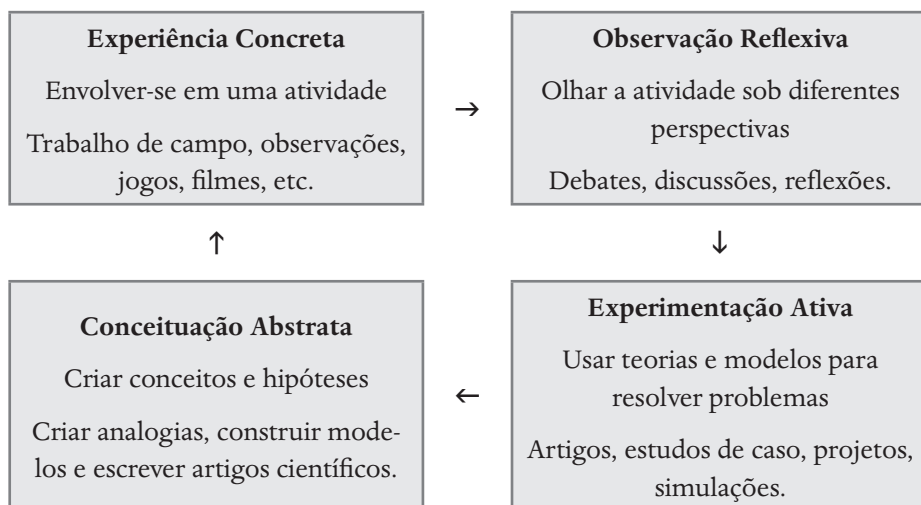 Experiência Concreta
Envolver-se em uma atividade
Trabalho de campo, observações,
jogos, filmes, etc.
→
Observação Reflexiva
Olhar a atividade sob diferentes
perspectivas
Debates, discussões, reflexões.
↑
↓
Conceituação Abstrata
Criar conceitos e hipóteses
Criar analogias, construir mode-
los e escrever artigos científicos.
←
Experimentação Ativa
Usar teorias e modelos para
resolver problemas
Artigos, estudos de caso, projetos,
simulações.